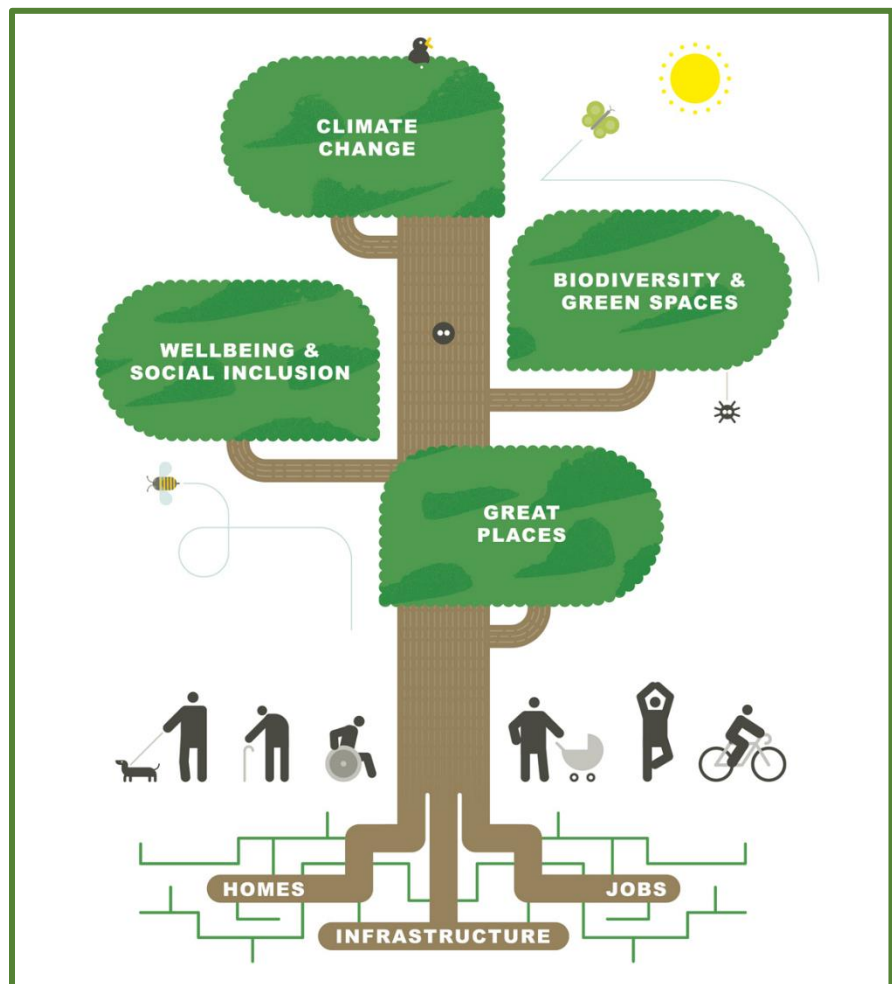 CLIMATE
CHANGE
BIODIVERSITY &
GREEN SPACES
WELLBEING &
SOCIAL INCLUSION
GREAT
PLACES
HOMES
JOBS
INFRASTRUCTURE